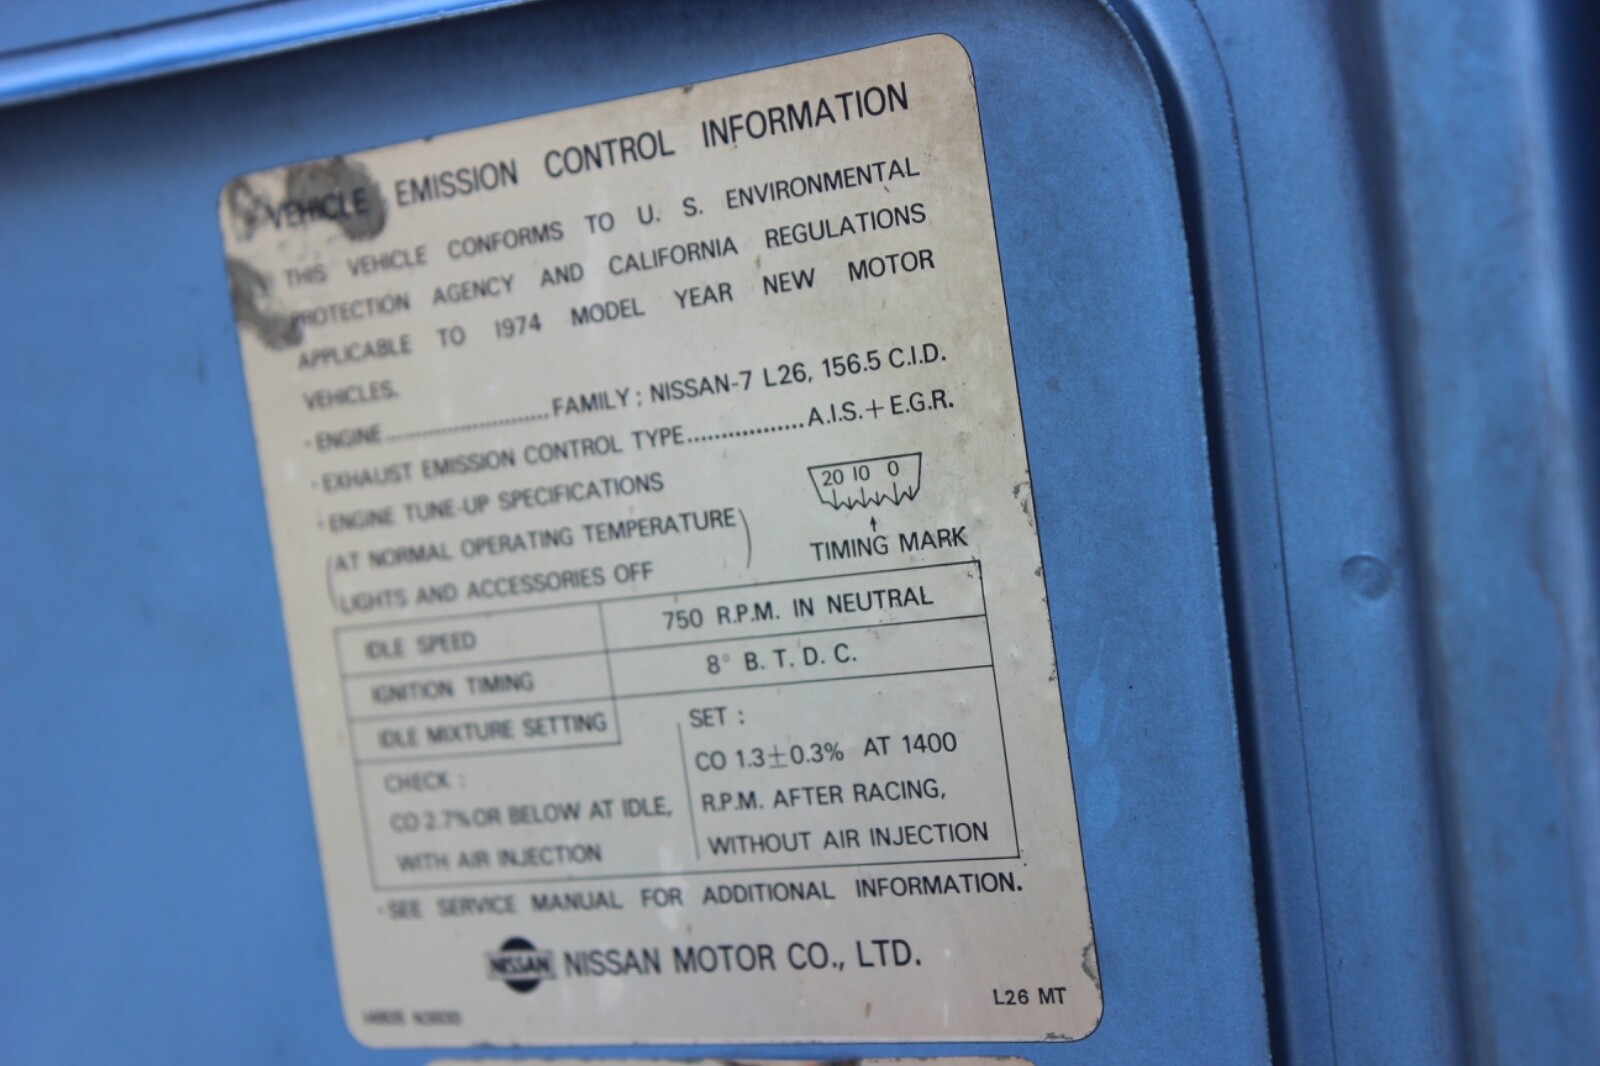 VEHICLE EMISSION CONTROL INFORMATION
THIS VEHICLE CONFORMS TO U. S. ENVIRONMENTAL
PROTECTION AGENCY AND CALIFORNIA REGULATIONS
APPLICABLE TO 1974 MODEL YEAR NEW MOTOR
VEHICLES.
·ENGINE..........................FAMILY : NISSAN-7 L26, 156.5 C.I.D.
·EXHAUST EMISSION CONTROL TYPE.................A.I.S.+E.G.R.
·ENGINE TUNE-UP SPECIFICATIONS
(AT NORMAL OPERATING TEMPERATURE
LIGHTS AND ACCESSORIES OFF)
20 10 0
TIMING MARK
IDLE SPEED 750 R.P.M. IN NEUTRAL
IGNITION TIMING 8° B. T. D. C.
IDLE MIXTURE SETTING
CHECK :
CO 2.7% OR BELOW AT IDLE,
WITH AIR INJECTION
SET :
CO 1.3±0.3% AT 1400
R.P.M. AFTER RACING,
WITHOUT AIR INJECTION
·SEE SERVICE MANUAL FOR ADDITIONAL INFORMATION.
NISSAN NISSAN MOTOR CO., LTD.
L26 MT